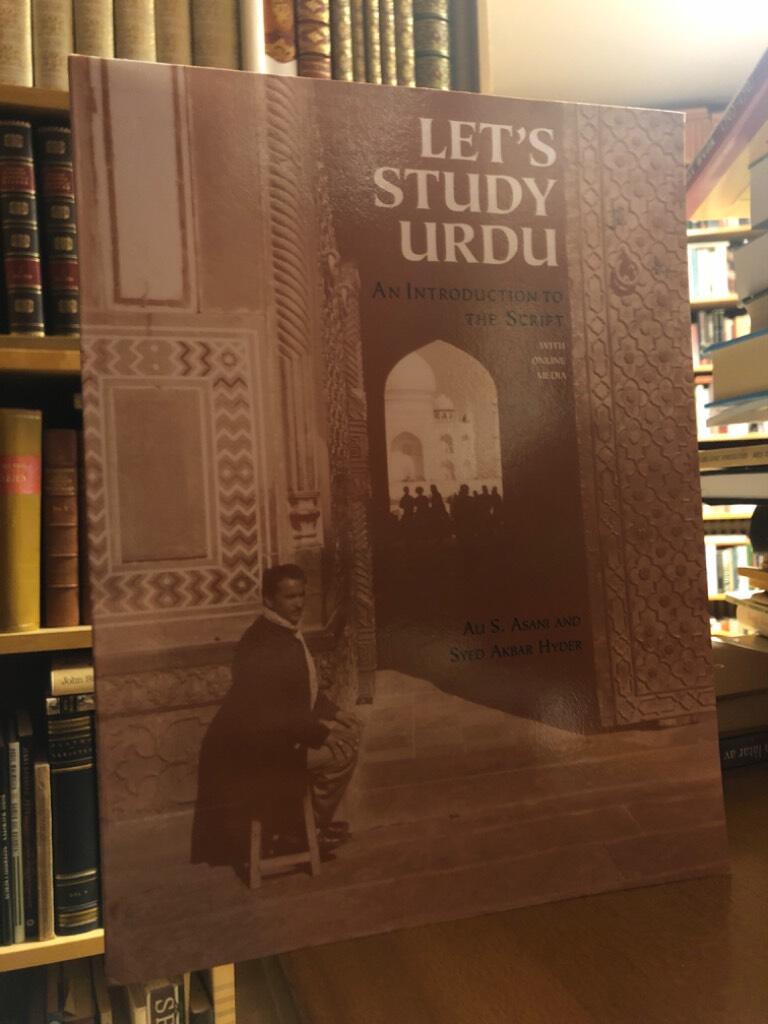 LET'S
STUDY
URDU
AN INTRODUCTION TO
THE SCRIPT
WITH
ONLINE
MEDIA
ALI S. ASANI AND
SYED AKBAR HYDER